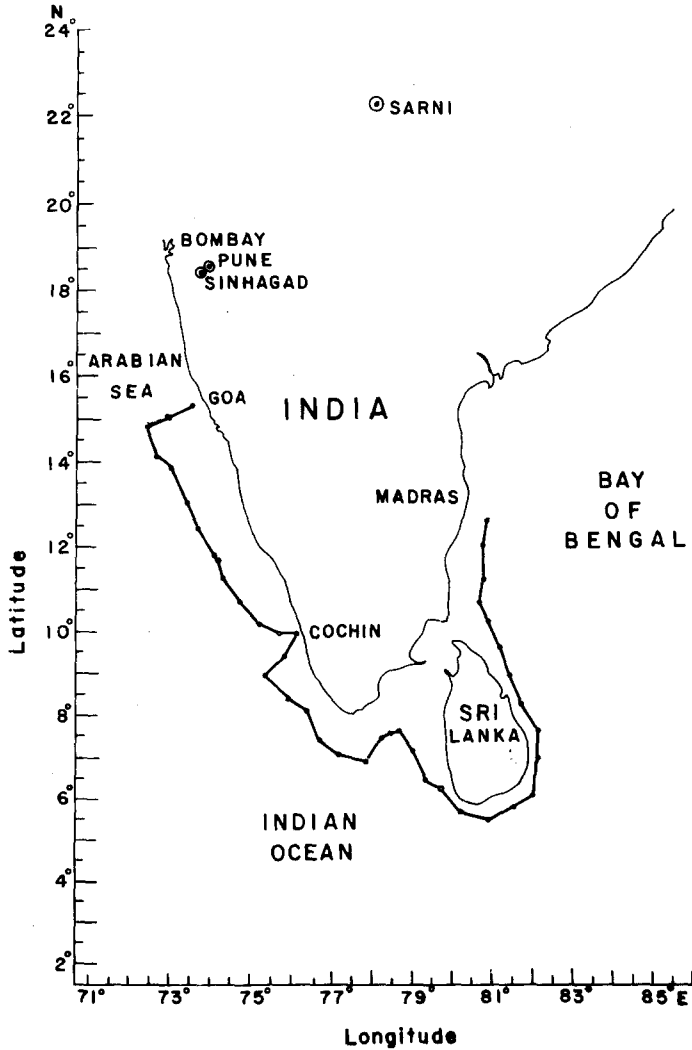 N
24°
22°
20°
18°
16°
14°
12°
10°
8°
6°
4°
2°
Latitude
SARNI
BOMBAY
PUNE
SINHAGAD
ARABIAN
SEA
GOA
INDIA
MADRAS
BAY
OF
BENGAL
COCHIN
SRI
LANKA
INDIAN
OCEAN
71° 73° 75° 77° 79° 81° 83° 85° E
Longitude